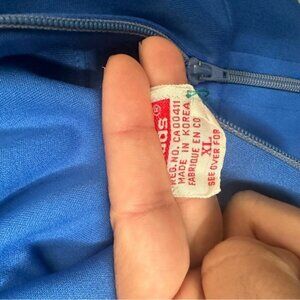 REG. NO. CA00411
MADE IN KOREA
FABRIQUE EN CO
XL
SEE OVER FOR